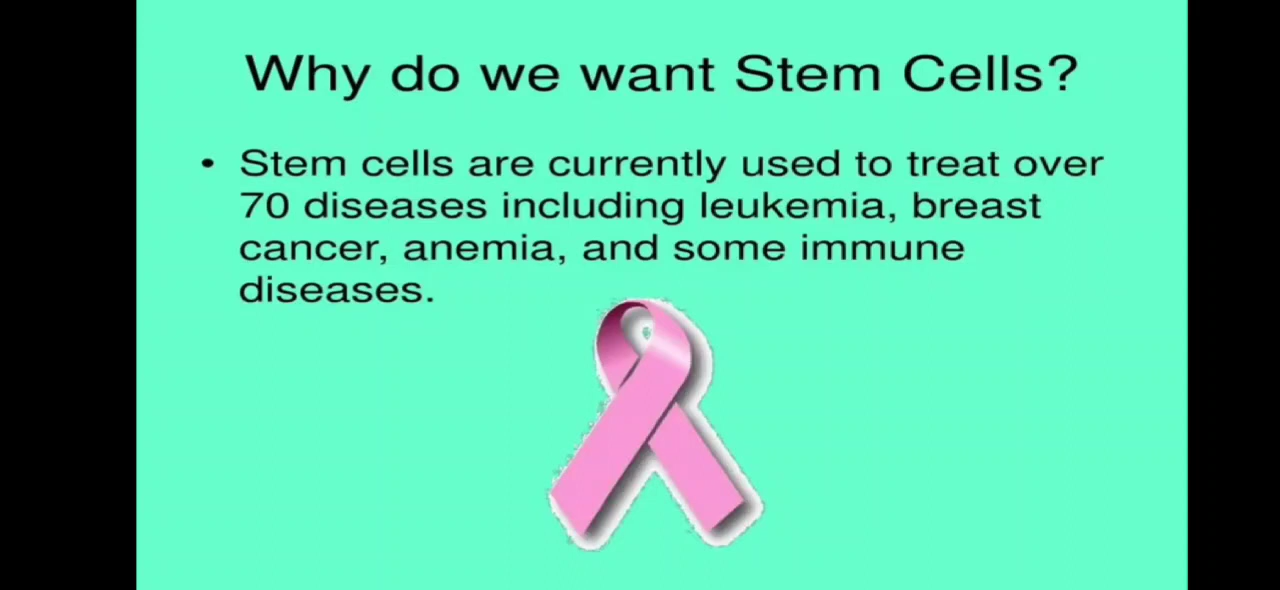 Why do we want Stem Cells?
• Stem cells are currently used to treat over
70 diseases including leukemia, breast
cancer, anemia, and some immune
diseases.